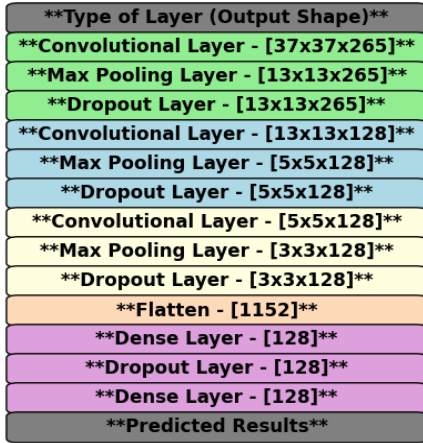 **Type of Layer (Output Shape)**
**Convolutional Layer - [37x37x265]**
**Max Pooling Layer - [13x13x265]**
**Dropout Layer - [13x13x265]**
**Convolutional Layer - [13x13x128]**
**Max Pooling Layer - [5x5x128]**
**Dropout Layer - [5x5x128]**
**Convolutional Layer - [5x5x128]**
**Max Pooling Layer - [3x3x128]**
**Dropout Layer - [3x3x128]**
**Flatten - [1152]**
**Dense Layer - [128]**
**Dropout Layer - [128]**
**Dense Layer - [128]**
**Predicted Results**